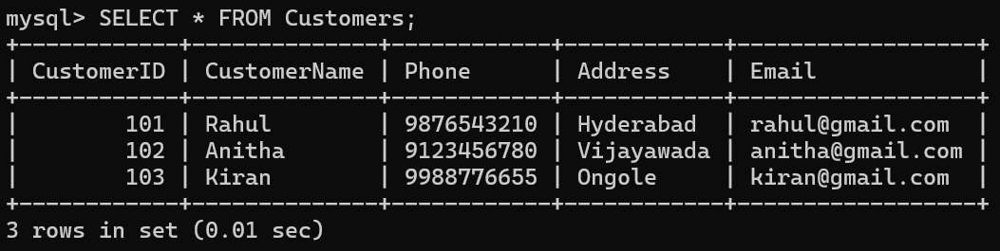 mysql> SELECT * FROM Customers;
+------------+--------------+------------+------------+------------------+
| CustomerID | CustomerName | Phone      | Address    | Email            |
+------------+--------------+------------+------------+------------------+
|        101 | Rahul        | 9876543210 | Hyderabad  | rahul@gmail.com  |
|        102 | Anitha       | 9123456780 | Vijayawada | anitha@gmail.com |
|        103 | Kiran        | 9988776655 | Ongole     | kiran@gmail.com  |
+------------+--------------+------------+------------+------------------+
3 rows in set (0.01 sec)